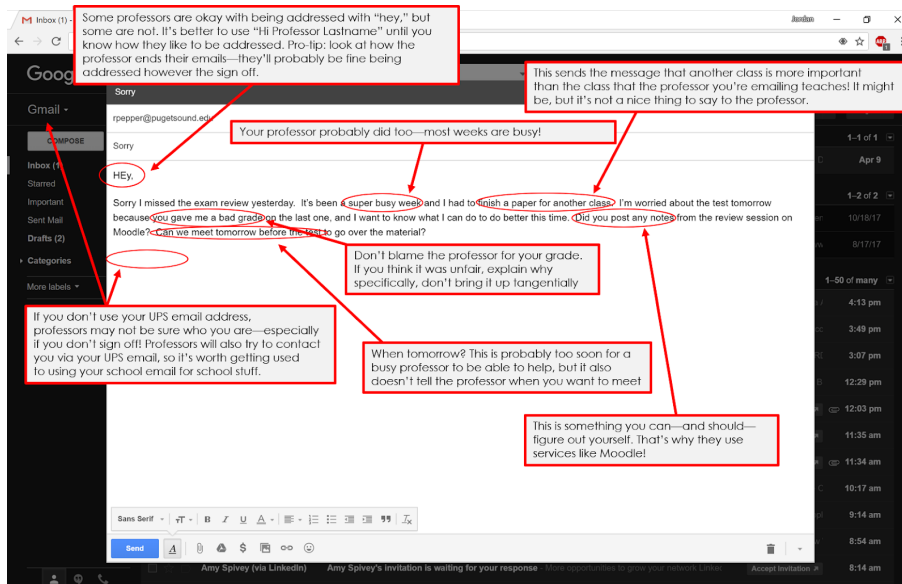 Inbox (1) -
Jordan
Some professors are okay with being addressed with “hey,” but
some are not. It’s better to use “Hi Professor Lastname” until you
know how they like to be addressed. Pro-tip: look at how the
professor ends their emails—they’ll probably be fine being
addressed however the sign off.
This sends the message that another class is more important
than the class that the professor you’re emailing teaches! It might
be, but it’s not a nice thing to say to the professor.
Goog
Gmail
COMPOSE
Inbox (1
Starred
Important
Sent Mail
Drafts (2)
Categories
More labels
Sorry
rpepper@pugetsound.edu
Your professor probably did too—most weeks are busy!
Sorry
HEy,
Sorry I missed the exam review yesterday. It's been a super busy week and I had to finish a paper for another class. I'm worried about the test tomorrow
because you gave me a bad grade on the last one, and I want to know what I can do to do better this time. Did you post any notes from the review session on
Moodle? Can we meet tomorrow before the test to go over the material?
Don’t blame the professor for your grade.
If you think it was unfair, explain why
specifically, don’t bring it up tangentially
If you don’t use your UPS email address,
professors may not be sure who you are—especially
if you don’t sign off! Professors will also try to contact
you via your UPS email, so it’s worth getting used
to using your school email for school stuff.
When tomorrow? This is probably too soon for a
busy professor to be able to help, but it also
doesn’t tell the professor when you want to meet
This is something you can—and should—
figure out yourself. That’s why they use
services like Moodle!
1–1 of 1
Apr 9
1–2 of 2
10/18/17
8/17/17
1–50 of many
4:13 pm
3:49 pm
3:07 pm
12:29 pm
12:03 pm
11:35 am
11:34 am
10:17 am
9:14 am
8:54 am
8:14 am
Sans Serif
Send
Amy Spivey (via LinkedIn) Amy Spivey's invitation is waiting for your response - More opportunities to grow your network Linked
Accept Invitation